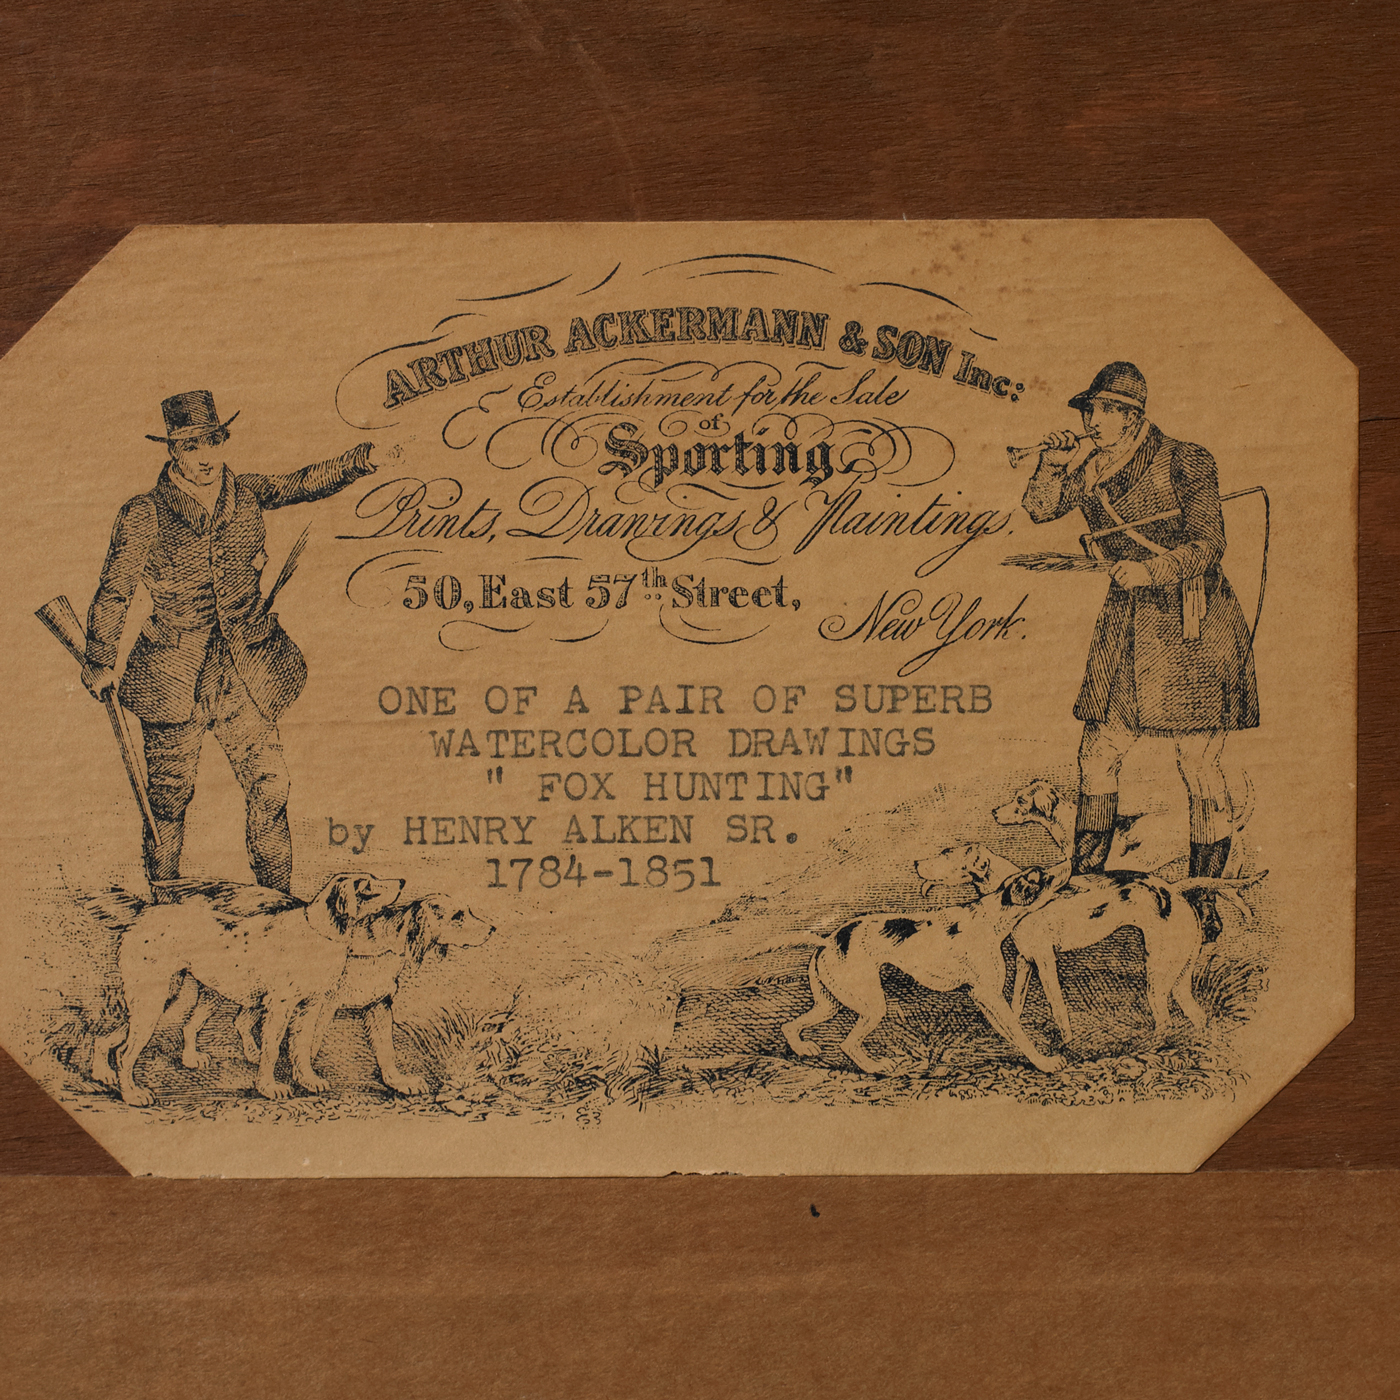 ARTHUR ACKERMANN & SON Inc:
Establishment for the Sale
of
Sporting
Prints, Drawings & Paintings.
50, East 57th Street,
New York.
ONE OF A PAIR OF SUPERB
WATERCOLOR DRAWINGS
" FOX HUNTING"
by HENRY ALKEN SR.
1784-1851